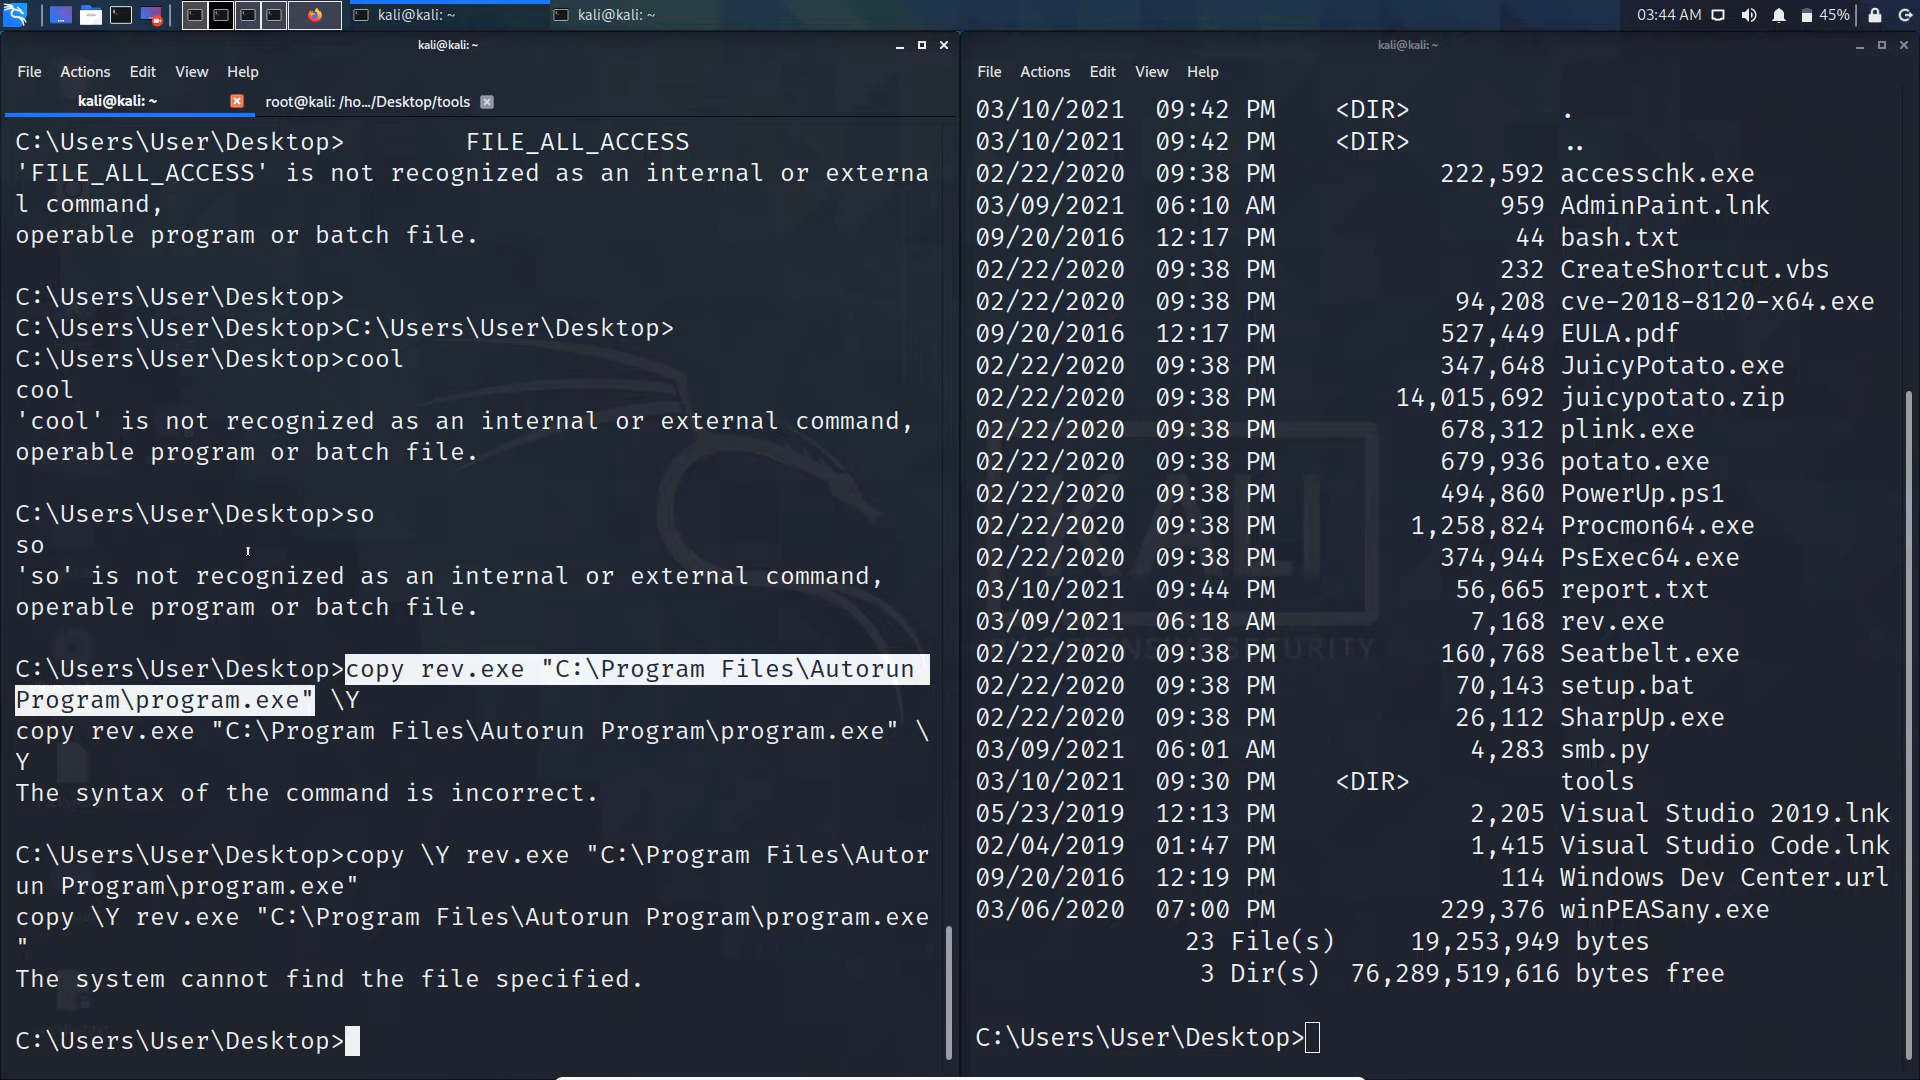 03:44 AM
45%
kali@kali: ~
kali@kali: ~
kali@kali: ~
File Actions Edit View Help
kali@kali: ~
root@kali: /ho.../Desktop/tools
C:\Users\User\Desktop>        FILE_ALL_ACCESS
'FILE_ALL_ACCESS' is not recognized as an internal or externa
l command,
operable program or batch file.
C:\Users\User\Desktop>
C:\Users\User\Desktop>C:\Users\User\Desktop>
C:\Users\User\Desktop>cool
cool
'cool' is not recognized as an internal or external command,
operable program or batch file.
C:\Users\User\Desktop>so
so
'so' is not recognized as an internal or external command,
operable program or batch file.
C:\Users\User\Desktop>copy rev.exe "C:\Program Files\Autorun
Program\program.exe" \Y
copy rev.exe "C:\Program Files\Autorun Program\program.exe" \
Y
The syntax of the command is incorrect.
C:\Users\User\Desktop>copy \Y rev.exe "C:\Program Files\Autor
un Program\program.exe"
copy \Y rev.exe "C:\Program Files\Autorun Program\program.exe
"
The system cannot find the file specified.
C:\Users\User\Desktop>
kali@kali: ~
File Actions Edit View Help
03/10/2021  09:42 PM    <DIR>          .
03/10/2021  09:42 PM    <DIR>          ..
02/22/2020  09:38 PM           222,592 accesschk.exe
03/09/2021  06:10 AM               959 AdminPaint.lnk
09/20/2016  12:17 PM                44 bash.txt
02/22/2020  09:38 PM               232 CreateShortcut.vbs
02/22/2020  09:38 PM            94,208 cve-2018-8120-x64.exe
09/20/2016  12:17 PM           527,449 EULA.pdf
02/22/2020  09:38 PM           347,648 JuicyPotato.exe
02/22/2020  09:38 PM        14,015,692 juicypotato.zip
02/22/2020  09:38 PM           678,312 plink.exe
02/22/2020  09:38 PM           679,936 potato.exe
02/22/2020  09:38 PM           494,860 PowerUp.ps1
02/22/2020  09:38 PM         1,258,824 Procmon64.exe
02/22/2020  09:38 PM           374,944 PsExec64.exe
03/10/2021  09:44 PM            56,665 report.txt
03/09/2021  06:18 AM             7,168 rev.exe
02/22/2020  09:38 PM           160,768 Seatbelt.exe
02/22/2020  09:38 PM            70,143 setup.bat
02/22/2020  09:38 PM            26,112 SharpUp.exe
03/09/2021  06:01 AM             4,283 smb.py
03/10/2021  09:30 PM    <DIR>          tools
05/23/2019  12:13 PM             2,205 Visual Studio 2019.lnk
02/04/2019  01:47 PM             1,415 Visual Studio Code.lnk
09/20/2016  12:19 PM               114 Windows Dev Center.url
03/06/2020  07:00 PM           229,376 winPEASany.exe
23 File(s)     19,253,949 bytes
3 Dir(s)  76,289,519,616 bytes free
C:\Users\User\Desktop>